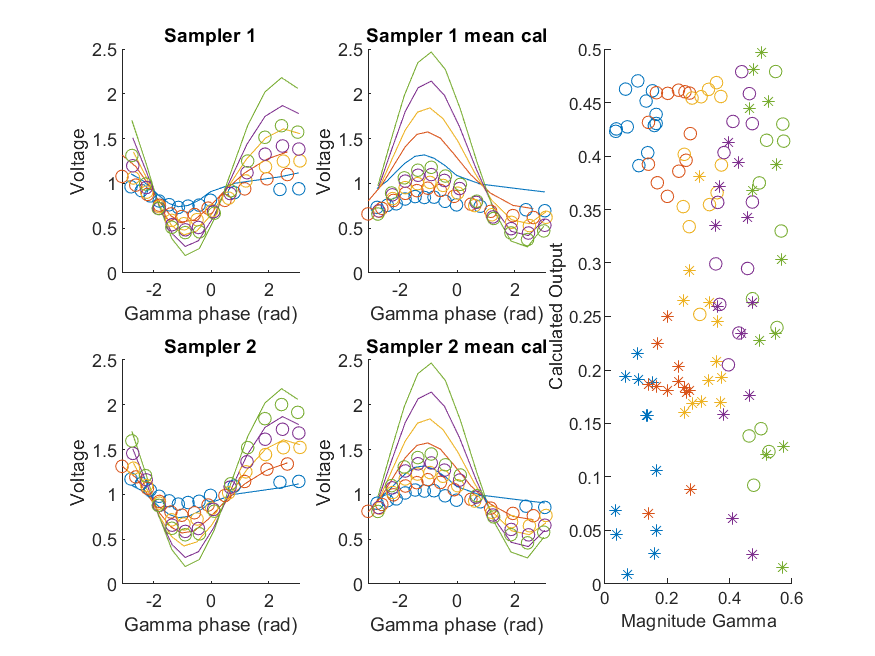 Sampler 1
2.5
2
1.5
1
0.5
0
Voltage
-2 0 2
Gamma phase (rad)
Sampler 1 mean cal
2.5
2
1.5
1
0.5
0
Voltage
-2 0 2
Gamma phase (rad)
Sampler 2
2.5
2
1.5
1
0.5
0
Voltage
-2 0 2
Gamma phase (rad)
Sampler 2 mean cal
2.5
2
1.5
1
0.5
0
Voltage
-2 0 2
Gamma phase (rad)
0.5
0.45
0.4
0.35
0.3
0.25
0.2
0.15
0.1
0.05
0
Calculated Output
0 0.2 0.4 0.6
Magnitude Gamma